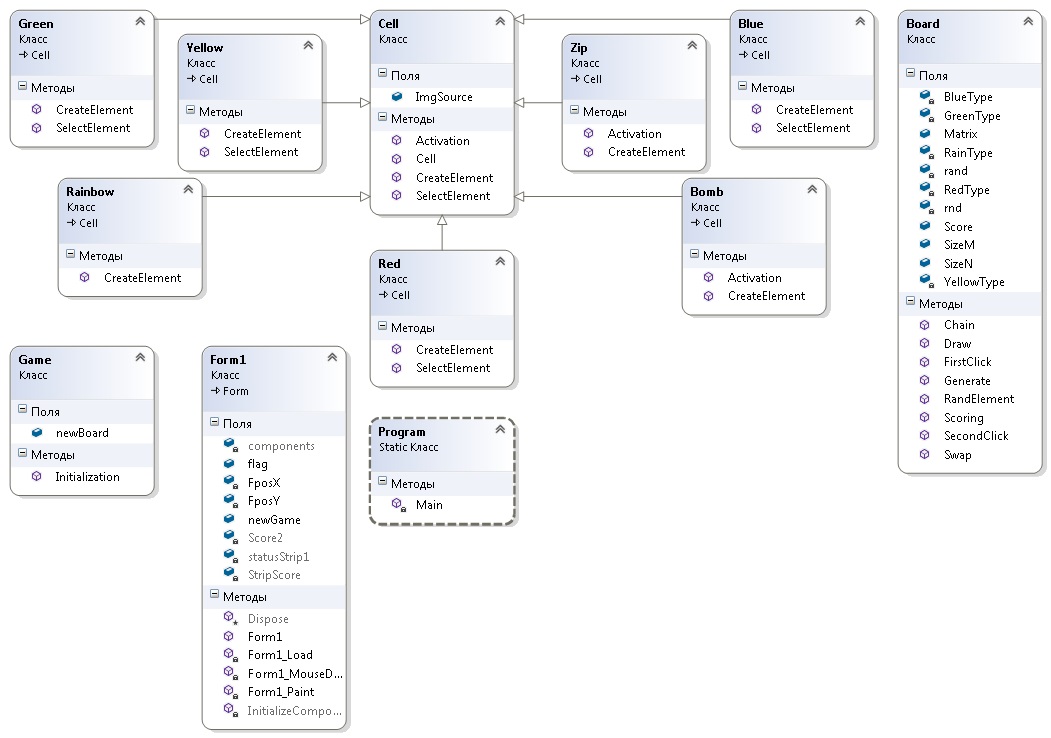 Green
Класс
Cell
Методы
CreateElement
SelectElement
Yellow
Класс
Cell
Методы
CreateElement
SelectElement
Cell
Класс
Поля
ImgSource
Методы
Activation
Cell
CreateElement
SelectElement
Zip
Класс
Cell
Методы
Activation
CreateElement
Blue
Класс
Cell
Методы
CreateElement
SelectElement
Board
Класс
Поля
BlueType
GreenType
Matrix
RainType
rand
RedType
rnd
Score
SizeM
SizeN
YellowType
Методы
Chain
Draw
FirstClick
Generate
RandElement
Scoring
SecondClick
Swap
Rainbow
Класс
Cell
Методы
CreateElement
Red
Класс
Cell
Методы
CreateElement
SelectElement
Bomb
Класс
Cell
Методы
Activation
CreateElement
Game
Класс
Поля
newBoard
Методы
Initialization
Form1
Класс
Form
Поля
components
flag
FposX
FposY
newGame
Score2
statusStrip1
StripScore
Методы
Dispose
Form1
Form1_Load
Form1_MouseD...
Form1_Paint
InitializeCompo...
Program
Static Класс
Методы
Main